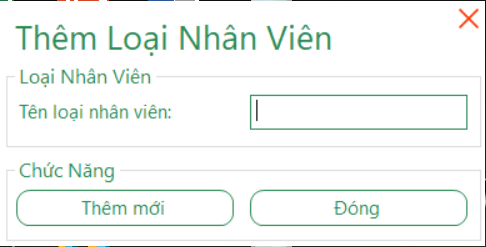 Thêm Loại Nhân Viên
Loại Nhân Viên
Tên loại nhân viên:
Chức Năng
Thêm mới Đóng